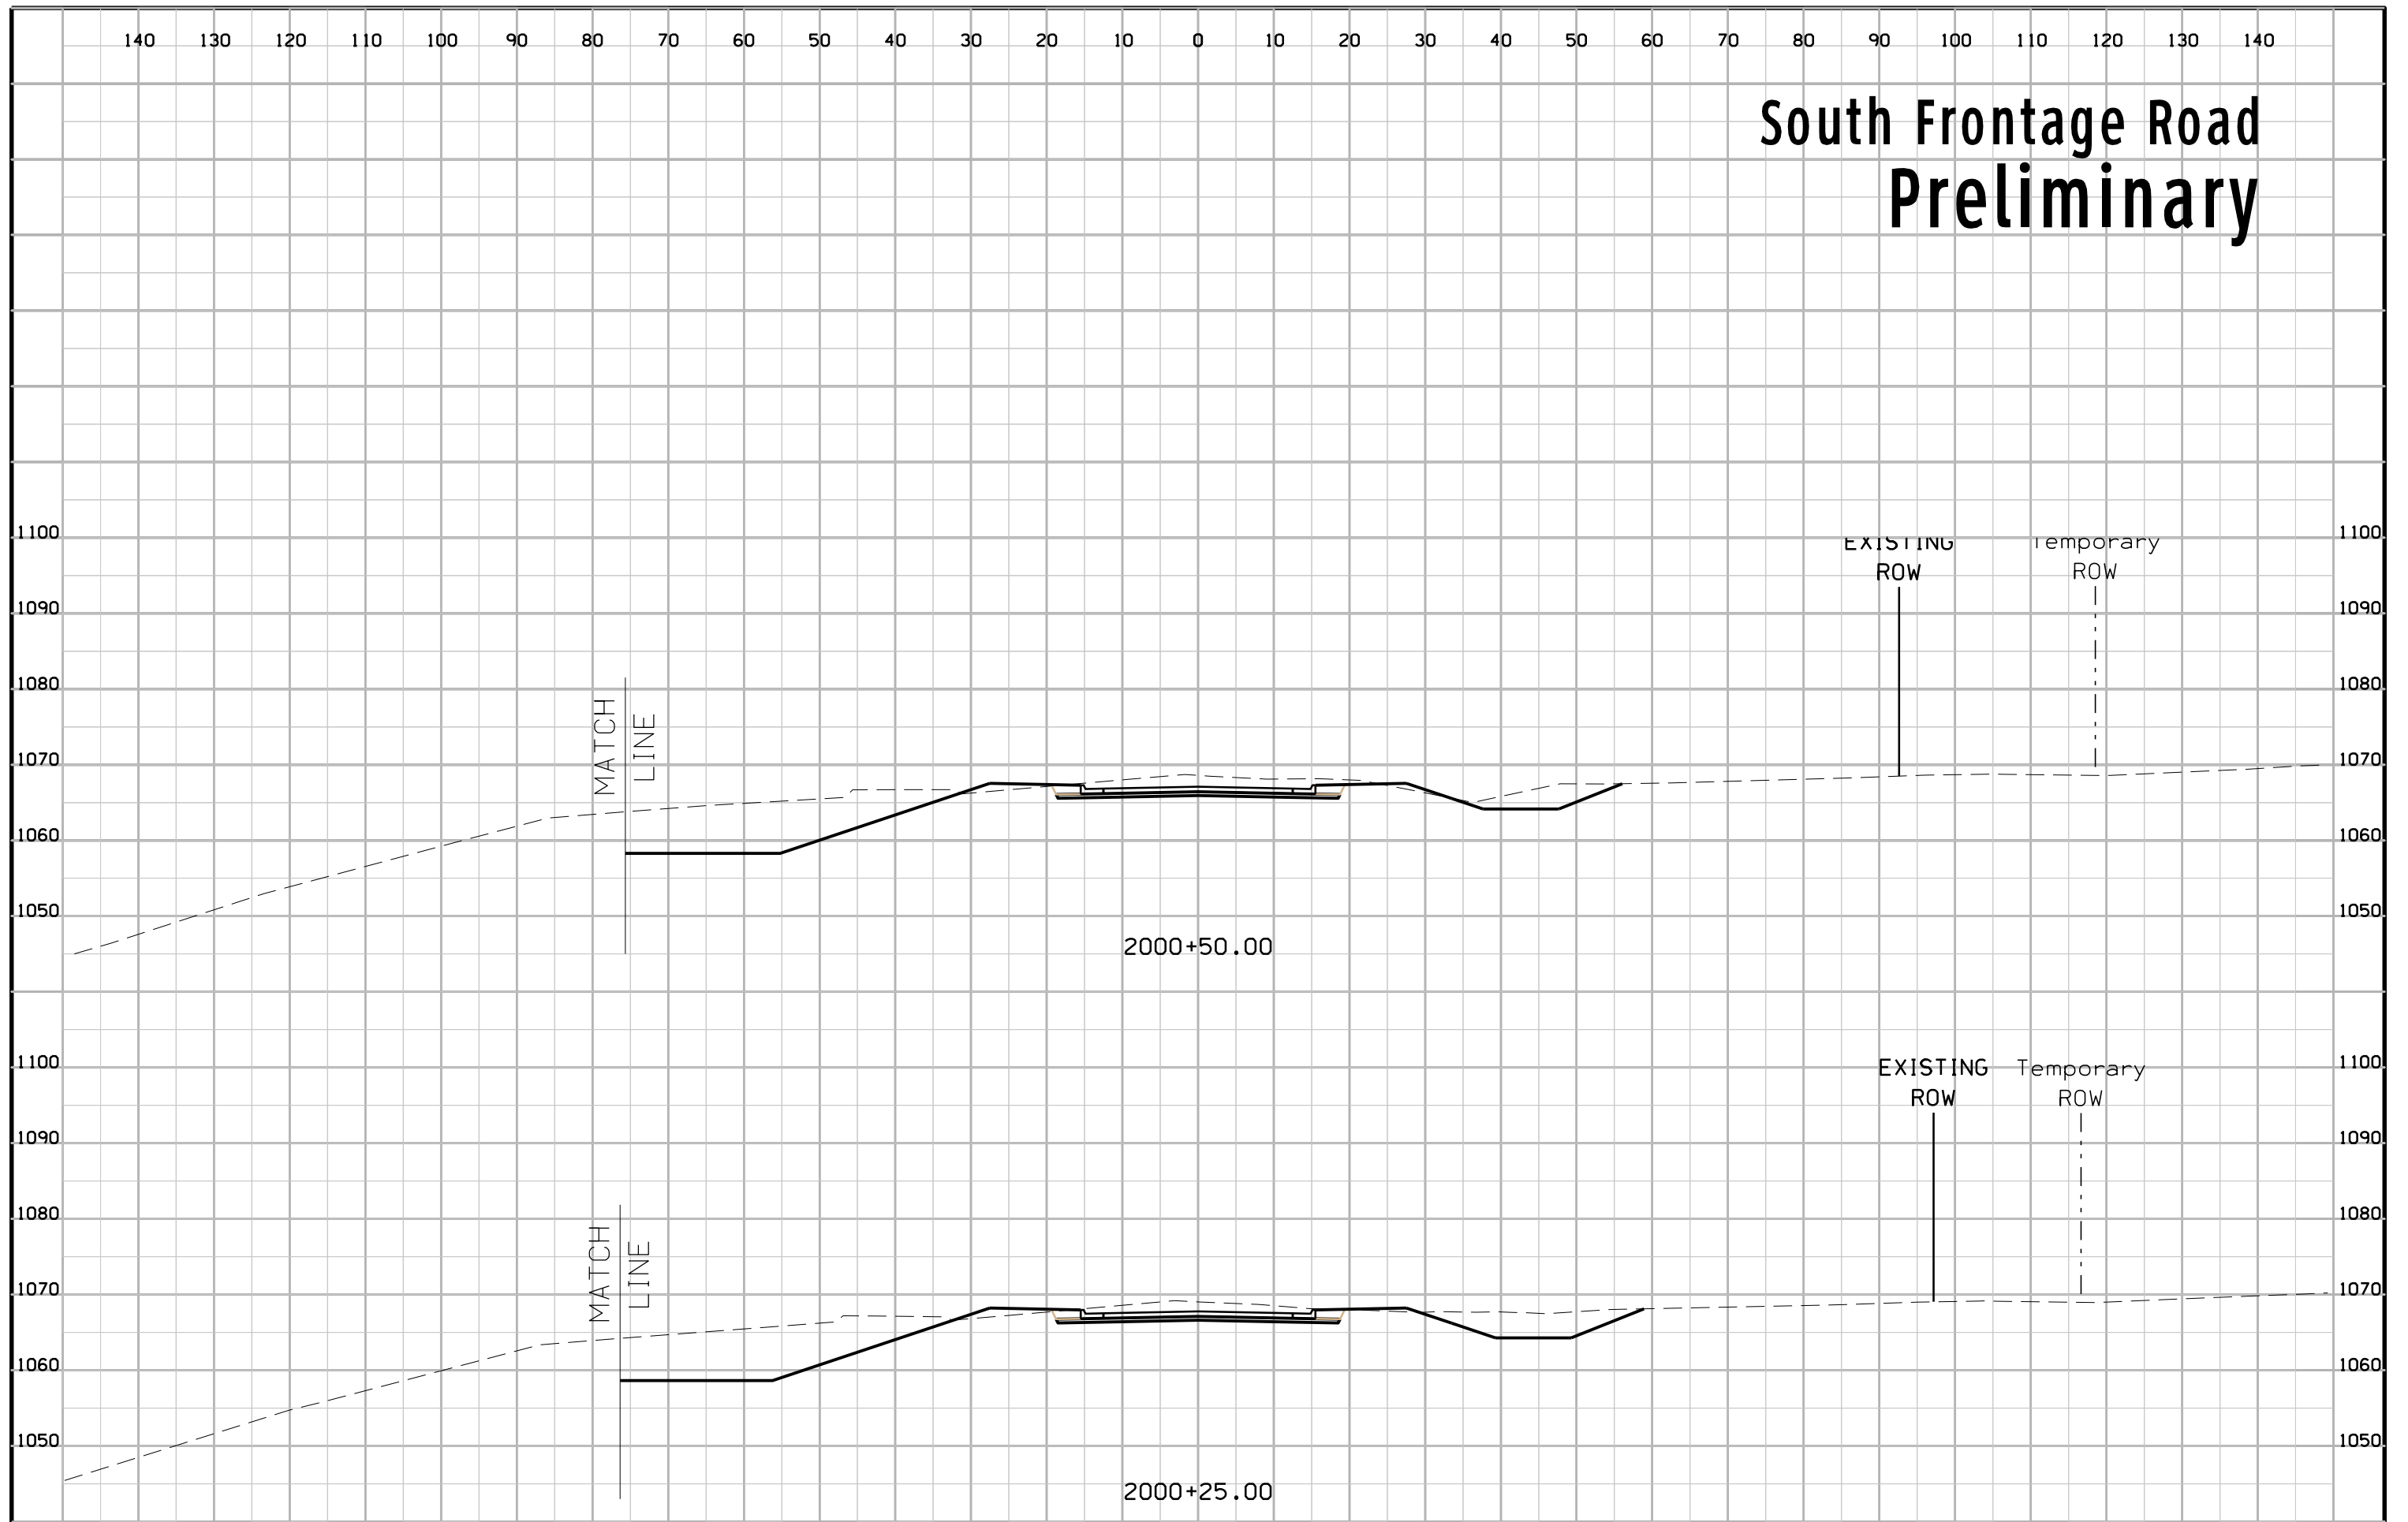 140 130 120 110 100 90 80 70 60 50 40 30 20 10 0 10 20 30 40 50 60 70 80 90 100 110 120 130 140
South Frontage Road
Preliminary
1100 1100
EXISTING Temporary
ROW ROW
1090 1090
1080 1080
MATCH
LINE
1070 1070
1060 1060
1050 1050
2000+50.00
1100 1100
EXISTING Temporary
ROW ROW
1090 1090
1080 1080
MATCH
LINE
1070 1070
1060 1060
1050 1050
2000+25.00